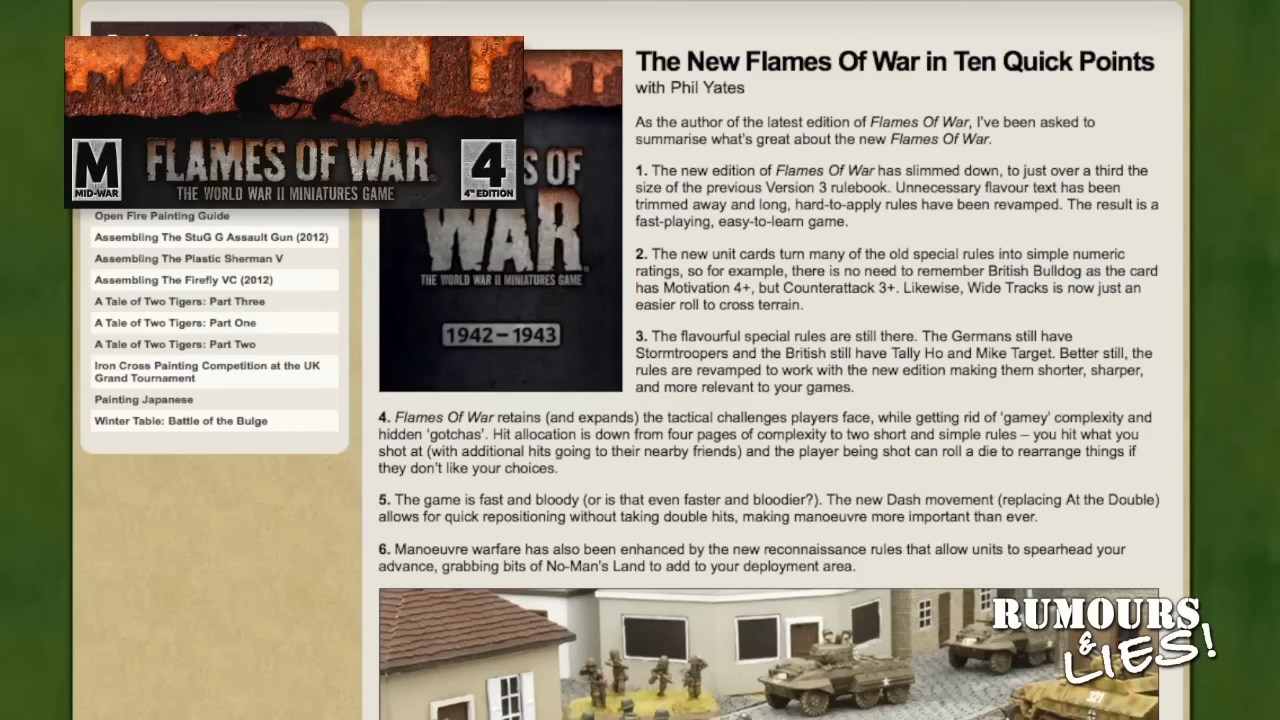 M
MID-WAR
FLAMES OF WAR
THE WORLD WAR II MINIATURES GAME
4
4TH EDITION
S OF
WAR
THE WORLD WAR II MINIATURES GAME
1942 – 1943
Open Fire Painting Guide
Assembling The StuG G Assault Gun (2012)
Assembling The Plastic Sherman V
Assembling The Firefly VC (2012)
A Tale of Two Tigers: Part Three
A Tale of Two Tigers: Part One
A Tale of Two Tigers: Part Two
Iron Cross Painting Competition at the UK
Grand Tournament
Painting Japanese
Winter Table: Battle of the Bulge
The New Flames Of War in Ten Quick Points
with Phil Yates
As the author of the latest edition of Flames Of War, I've been asked to
summarise what's great about the new Flames Of War.
1. The new edition of Flames Of War has slimmed down, to just over a third the
size of the previous Version 3 rulebook. Unnecessary flavour text has been
trimmed away and long, hard-to-apply rules have been revamped. The result is a
fast-playing, easy-to-learn game.
2. The new unit cards turn many of the old special rules into simple numeric
ratings, so for example, there is no need to remember British Bulldog as the card
has Motivation 4+, but Counterattack 3+. Likewise, Wide Tracks is now just an
easier roll to cross terrain.
3. The flavourful special rules are still there. The Germans still have
Stormtroopers and the British still have Tally Ho and Mike Target. Better still, the
rules are revamped to work with the new edition making them shorter, sharper,
and more relevant to your games.
4. Flames Of War retains (and expands) the tactical challenges players face, while getting rid of 'gamey' complexity and
hidden 'gotchas'. Hit allocation is down from four pages of complexity to two short and simple rules – you hit what you
shot at (with additional hits going to their nearby friends) and the player being shot can roll a die to rearrange things if
they don't like your choices.
5. The game is fast and bloody (or is that even faster and bloodier?). The new Dash movement (replacing At the Double)
allows for quick repositioning without taking double hits, making manoeuvre more important than ever.
6. Manoeuvre warfare has also been enhanced by the new reconnaissance rules that allow units to spearhead your
advance, grabbing bits of No-Man's Land to add to your deployment area.
RUMOURS
&
LIES!